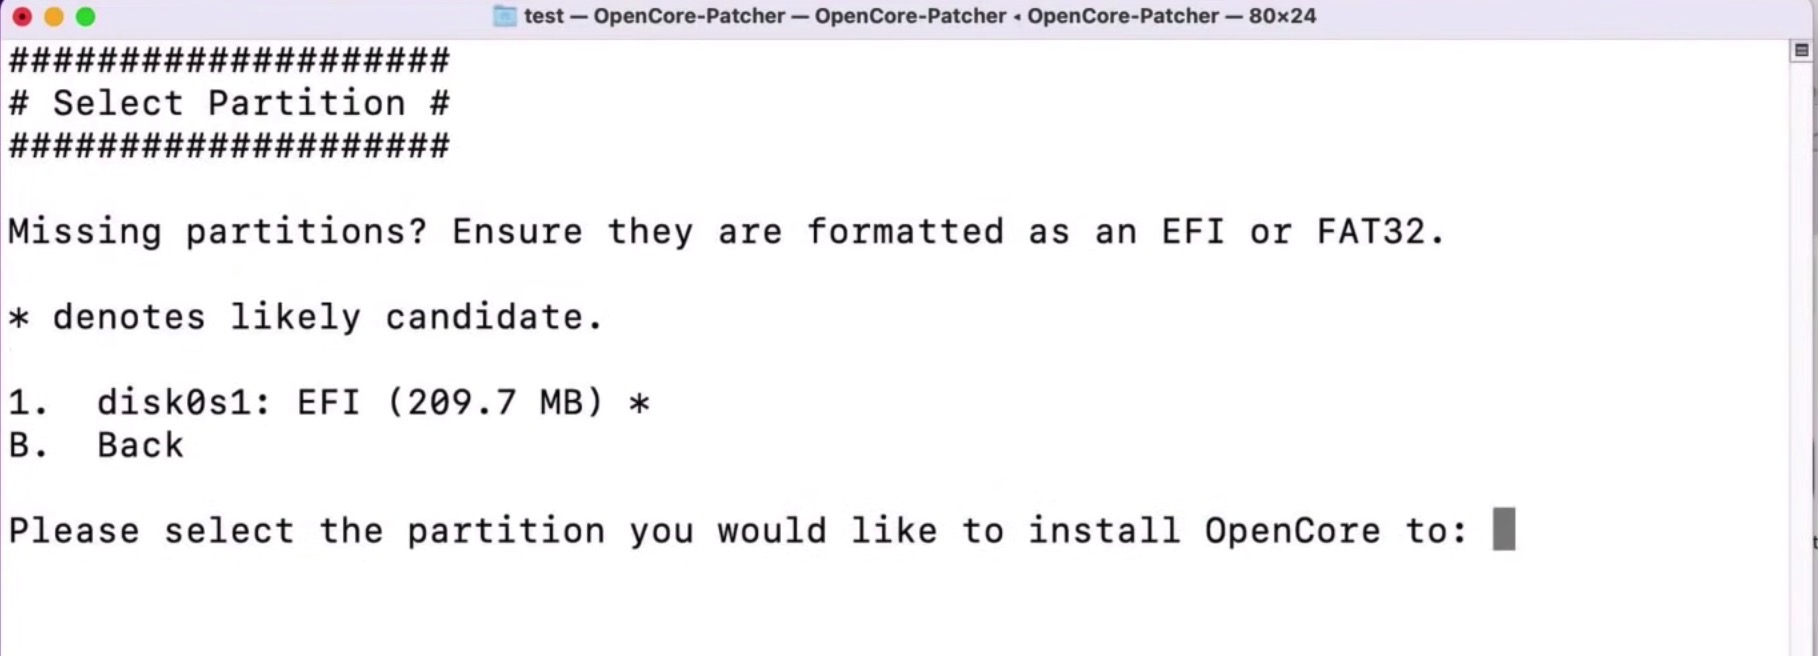 test — OpenCore-Patcher — OpenCore-Patcher ◂ OpenCore-Patcher — 80×24
####################
# Select Partition #
####################
Missing partitions? Ensure they are formatted as an EFI or FAT32.
* denotes likely candidate.
1.  disk0s1: EFI (209.7 MB) *
B.  Back
Please select the partition you would like to install OpenCore to: